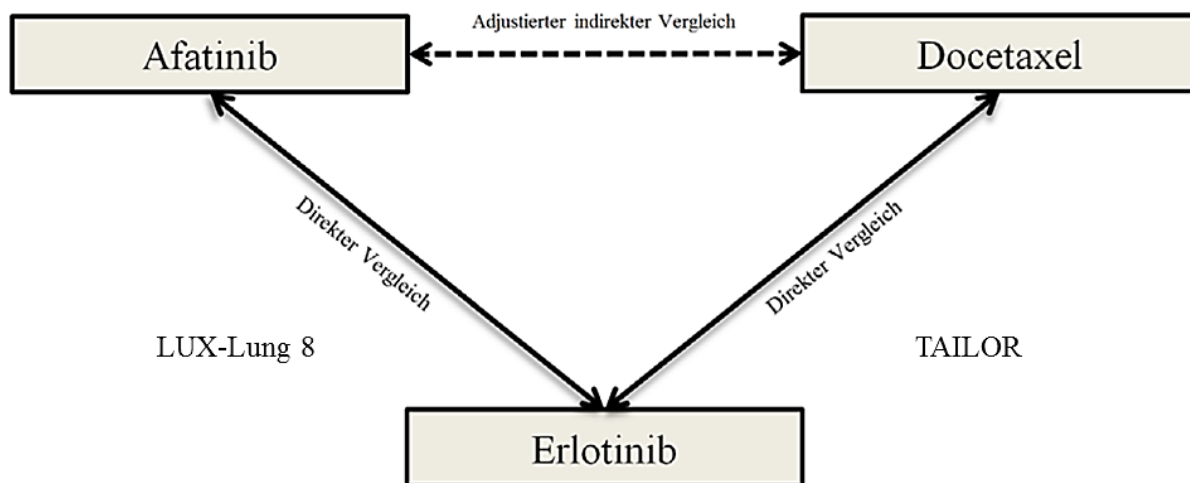 Adjustierter indirekter Vergleich
Afatinib
Docetaxel
Direkter Vergleich
Direkter Vergleich
LUX-Lung 8
TAILOR
Erlotinib